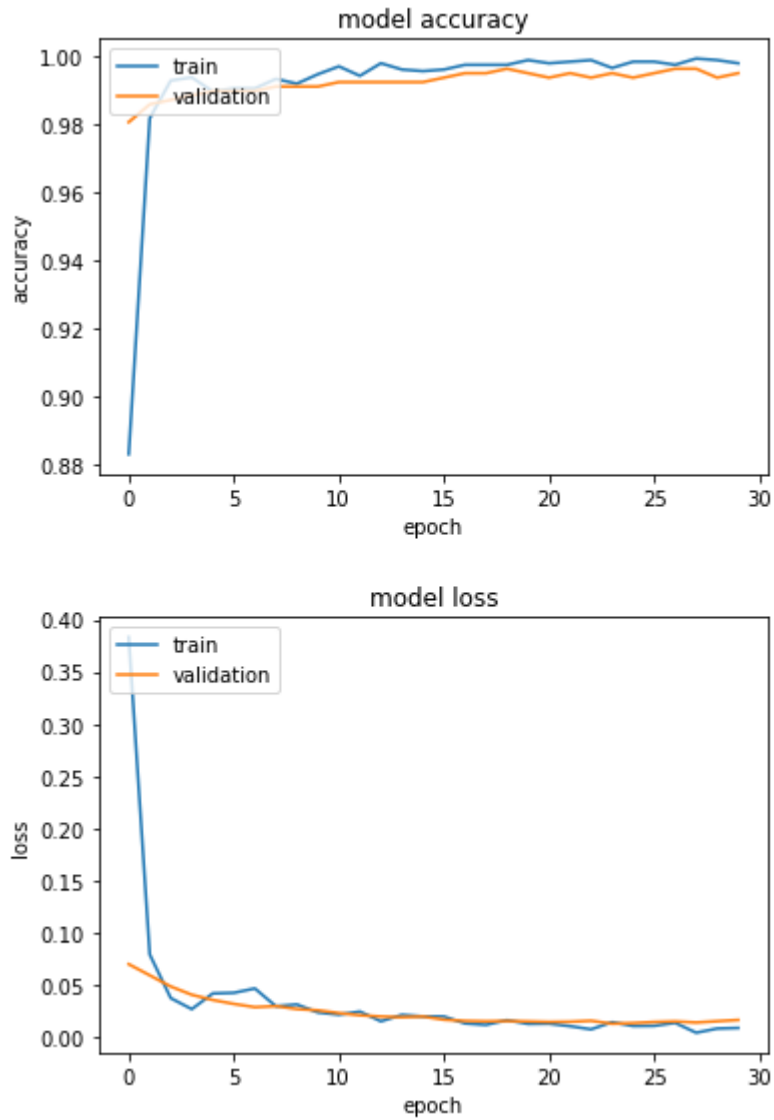 model accuracy
1.00
0.98
0.96
0.94
0.92
0.90
0.88
accuracy
train
validation
0 5 10 15 20 25 30
epoch
model loss
0.40
0.35
0.30
0.25
0.20
0.15
0.10
0.05
0.00
loss
train
validation
0 5 10 15 20 25 30
epoch